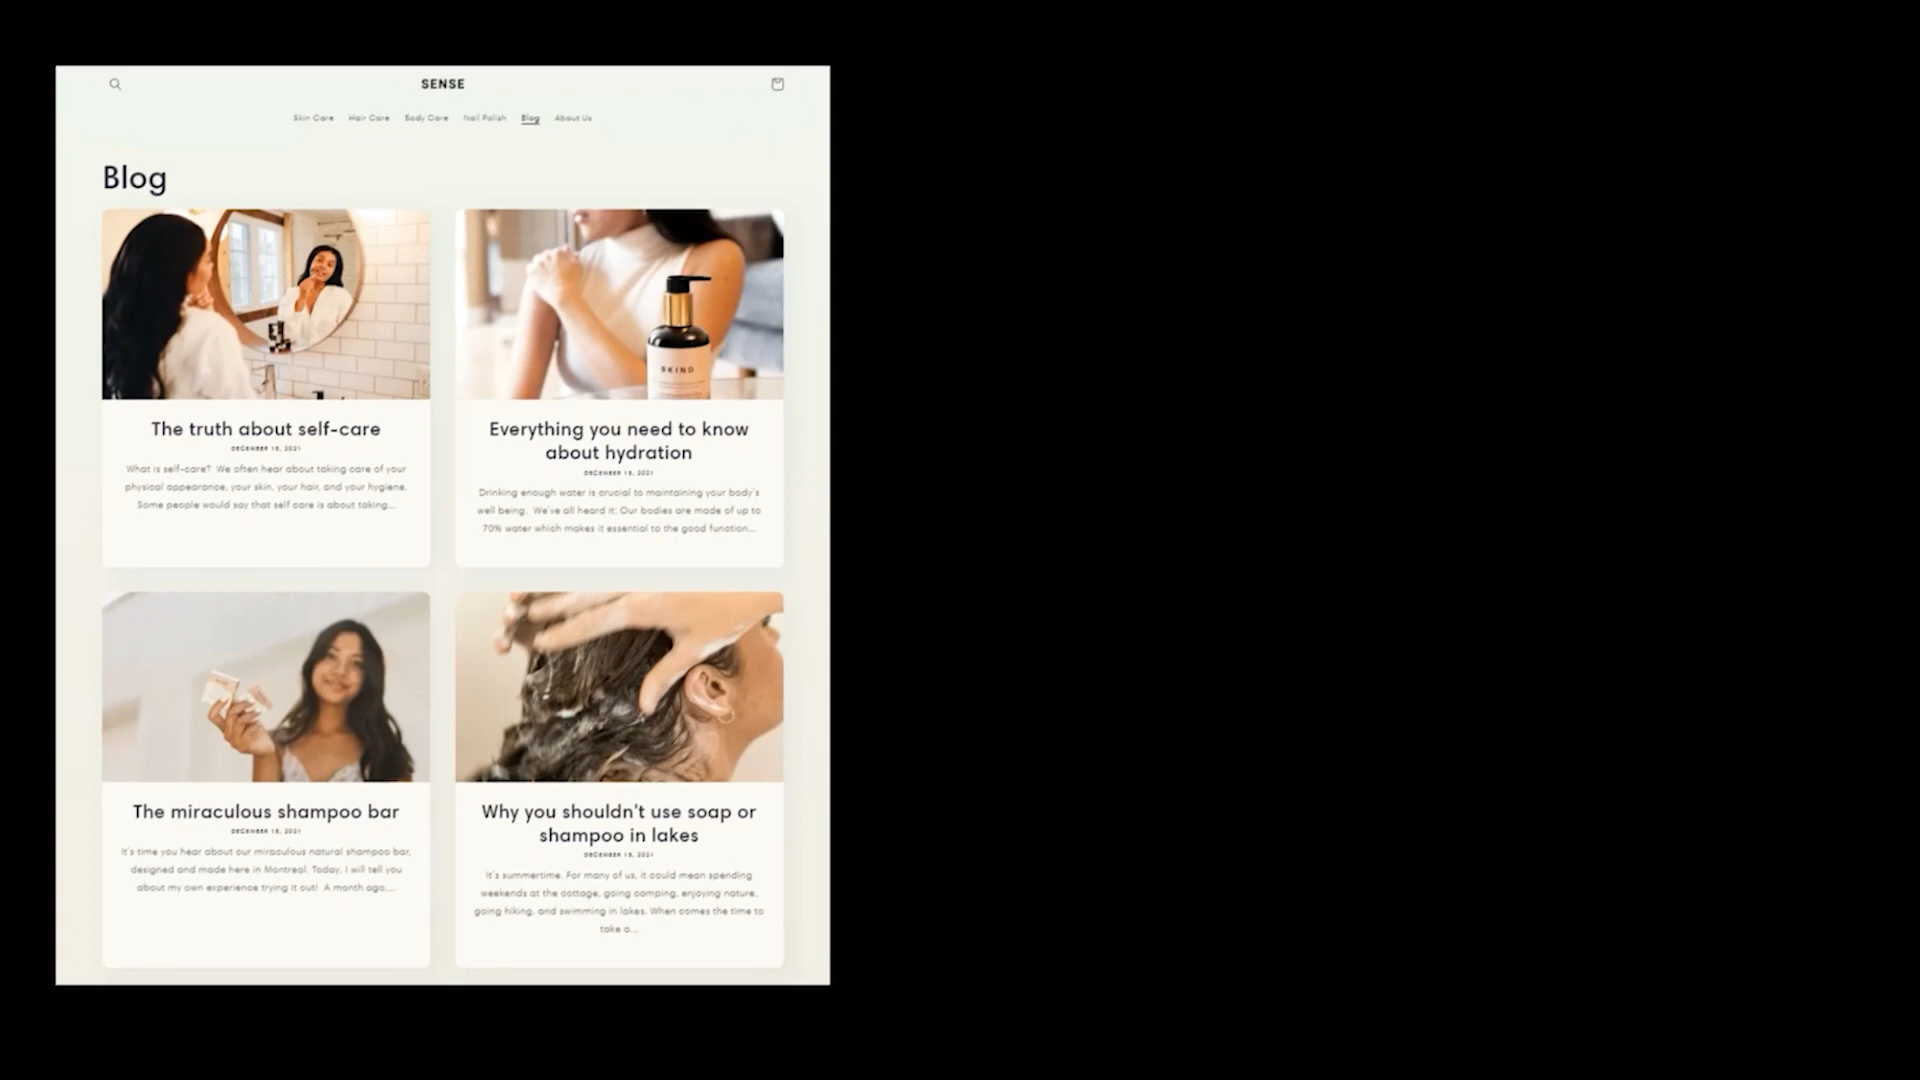 SENSE
Skin Care Hair Care Body Care Nail Polish Blog About Us
Blog
BKIND
The truth about self-care
DECEMBER 15, 2021
What is self-care? We often hear about taking care of your
physical appearance, your skin, your hair, and your hygiene.
Some people would say that self care is about taking...
Everything you need to know
about hydration
DECEMBER 15, 2021
Drinking enough water is crucial to maintaining your body's
well being. We've all heard it: Our bodies are made of up to
70% water which makes it essential to the good function...
The miraculous shampoo bar
DECEMBER 15, 2021
It's time you hear about our miraculous natural shampoo bar,
designed and made here in Montreal. Today, I will tell you
about my own experience trying it out! A month ago,...
Why you shouldn't use soap or
shampoo in lakes
DECEMBER 15, 2021
It's summertime. For many of us, it could mean spending
weekends at the cottage, going camping, enjoying nature,
going hiking, and swimming in lakes. When comes the time to
take a...